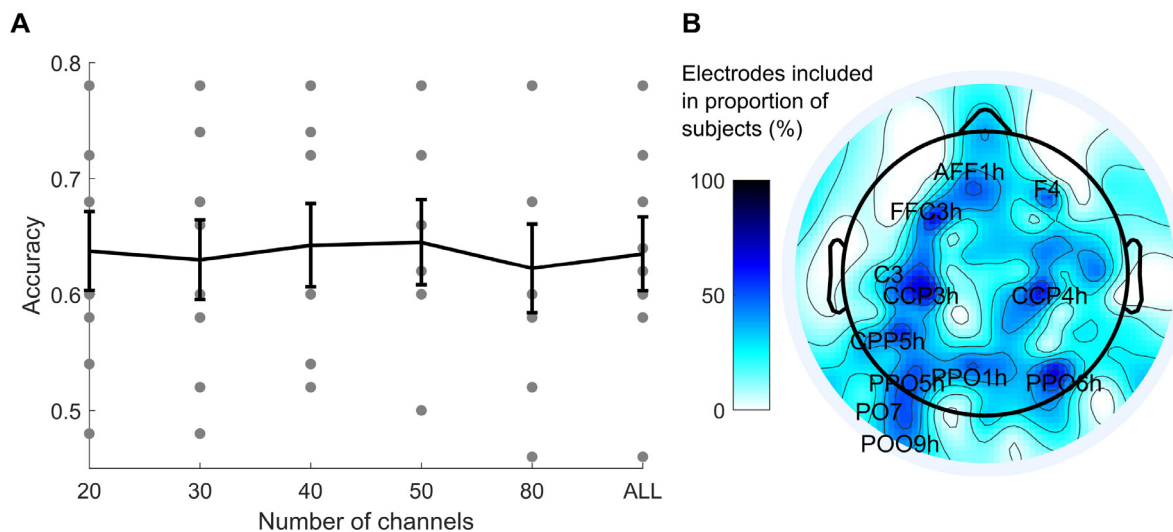 A
0.8
0.7
0.6
0.5
Accuracy
20 30 40 50 80 ALL
Number of channels
B
Electrodes included
in proportion of
subjects (%)
100
50
0
AFF1h
F4
FFC3h
C3
CCP3h CCP4h
CPP5h
PPO5h PPO1h PPO6h
PO7
POO9h